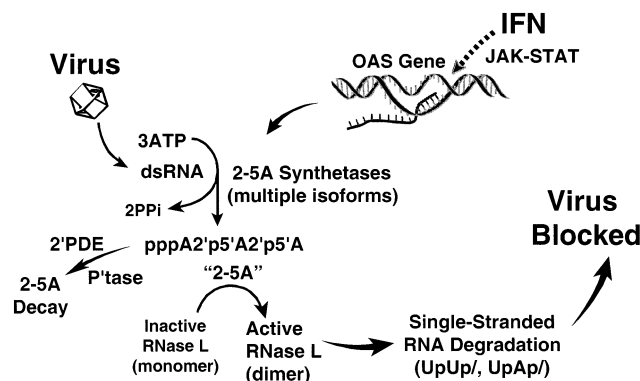 IFN
JAK-STAT
OAS Gene
Virus
3ATP
dsRNA
2-5A Synthetases
(multiple isoforms)
2PPi
2'PDE
pppA2'p5'A2'p5'A
P'tase
"2-5A"
2-5A
Decay
Inactive
RNase L
(monomer)
Active
RNase L
(dimer)
Single-Stranded
RNA Degradation
(UpUp/, UpAp/)
Virus
Blocked